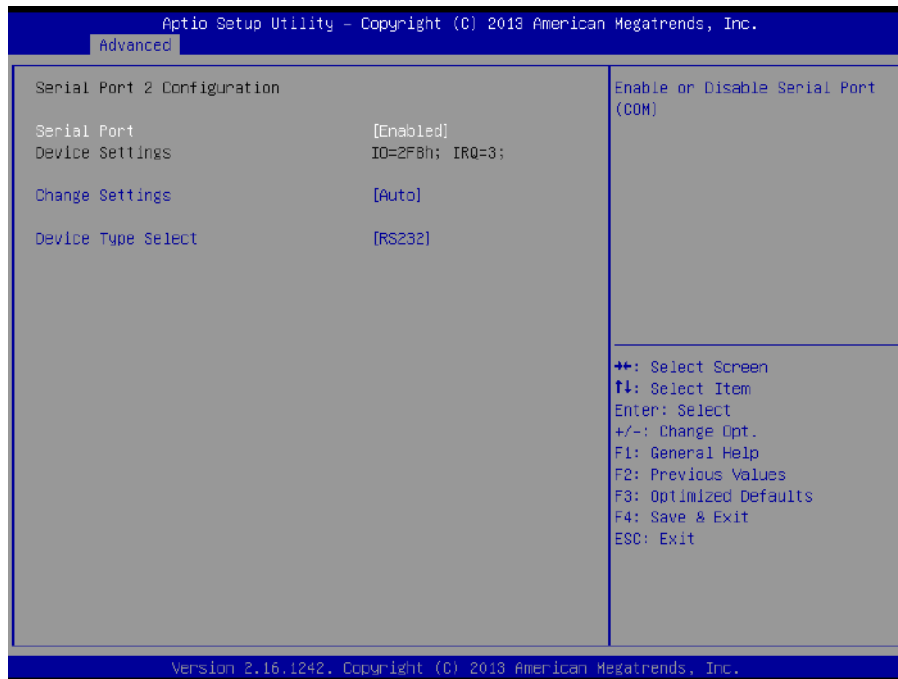 Aptio Setup Utility – Copyright (C) 2013 American Megatrends, Inc.
Advanced
Serial Port 2 Configuration
Serial Port [Enabled]
Device Settings IO=2F8h; IRQ=3;
Change Settings [Auto]
Device Type Select [RS232]
Enable or Disable Serial Port
(COM)
→←: Select Screen
↑↓: Select Item
Enter: Select
+/-: Change Opt.
F1: General Help
F2: Previous Values
F3: Optimized Defaults
F4: Save & Exit
ESC: Exit
Version 2.16.1242. Copyright (C) 2013 American Megatrends, Inc.